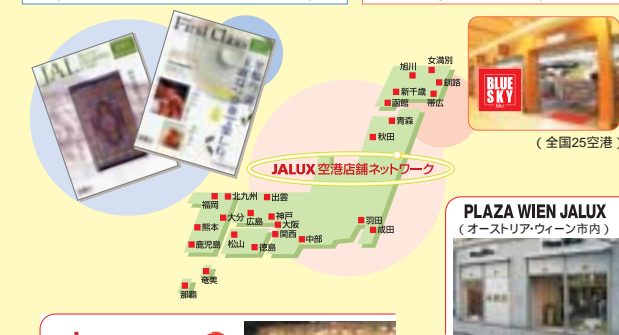 JAL
First Class
旭川
女満別
釧路
新千歳
函館
帯広
青森
秋田
BLUE
SKY
（全国25空港）
JALUX 空港店舗ネットワーク
北九州
出雲
福岡
大分
広島
神戸
大阪
熊本
関西
中部
鹿児島
松山
徳島
羽田
成田
奄美
那覇
PLAZA WIEN JALUX
（オーストリア・ウィーン市内）